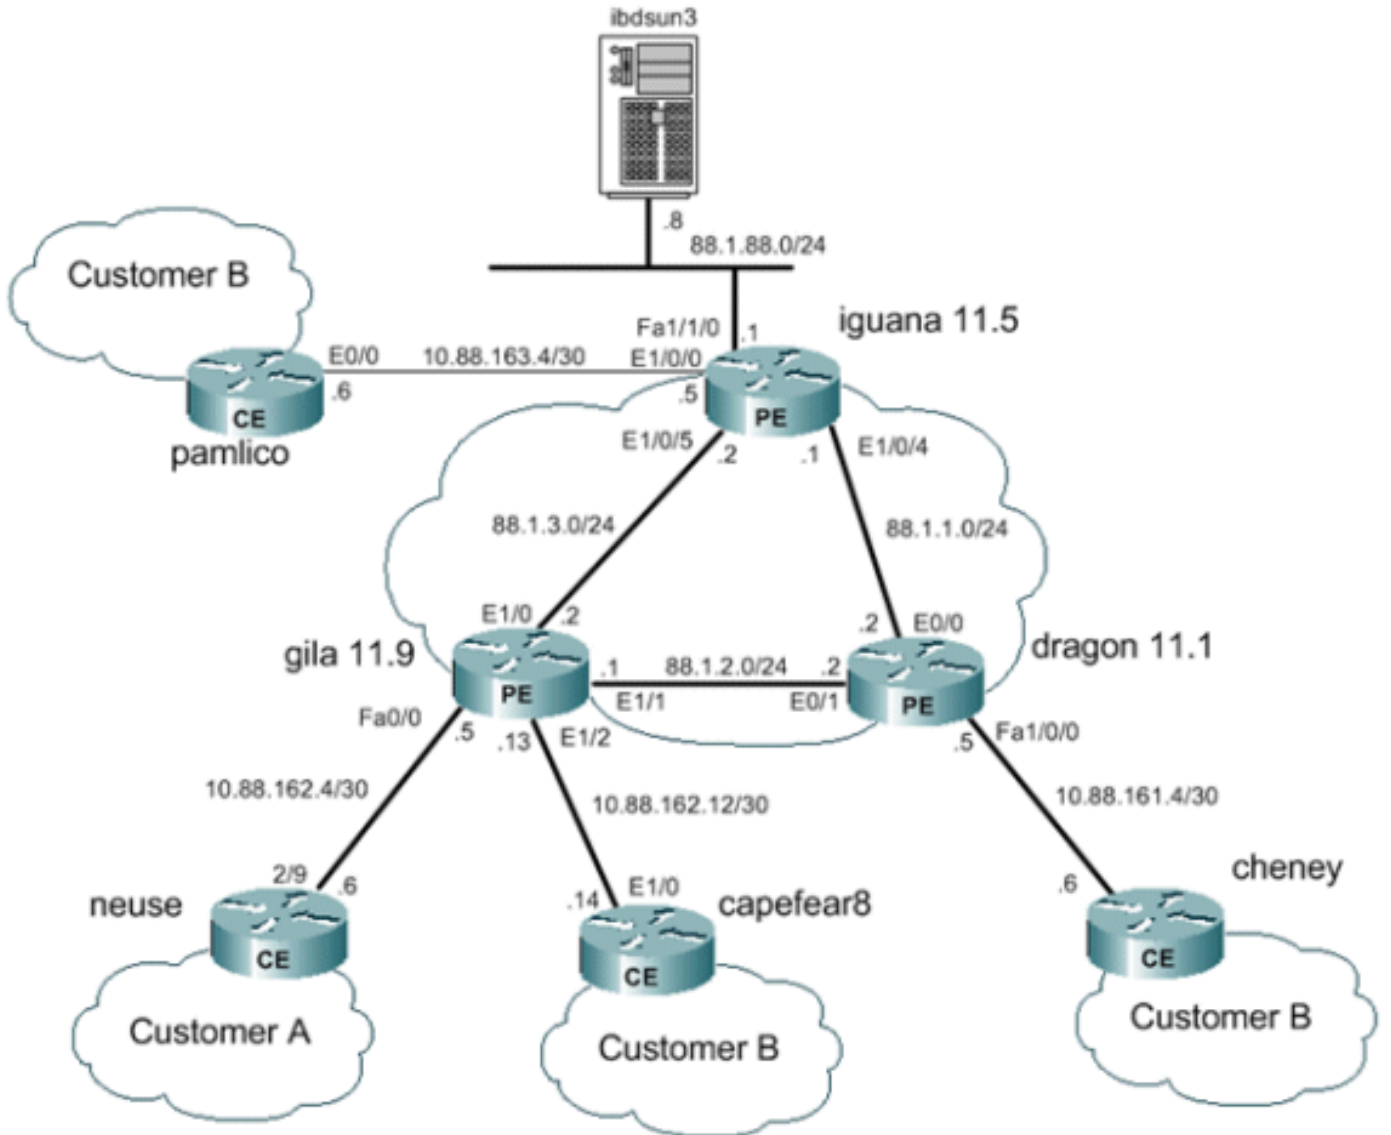 ibdsun3
.8
88.1.88.0/24
Customer B
Fa1/1/0
.1
iguana 11.5
E0/0
10.88.163.4/30
E1/0/0
.6
.5
CE
PE
pamlico
E1/0/5
.2
.1
E1/0/4
88.1.3.0/24
88.1.1.0/24
E1/0
.2
.2
E0/0
gila 11.9
dragon 11.1
.1
88.1.2.0/24
.2
PE
E1/1
E0/1
PE
Fa0/0
.5
.13
E1/2
.5
Fa1/0/0
10.88.162.4/30
10.88.162.12/30
10.88.161.4/30
2/9
.6
neuse
E1/0
.14
capefear8
.6
cheney
CE
CE
CE
Customer A
Customer B
Customer B